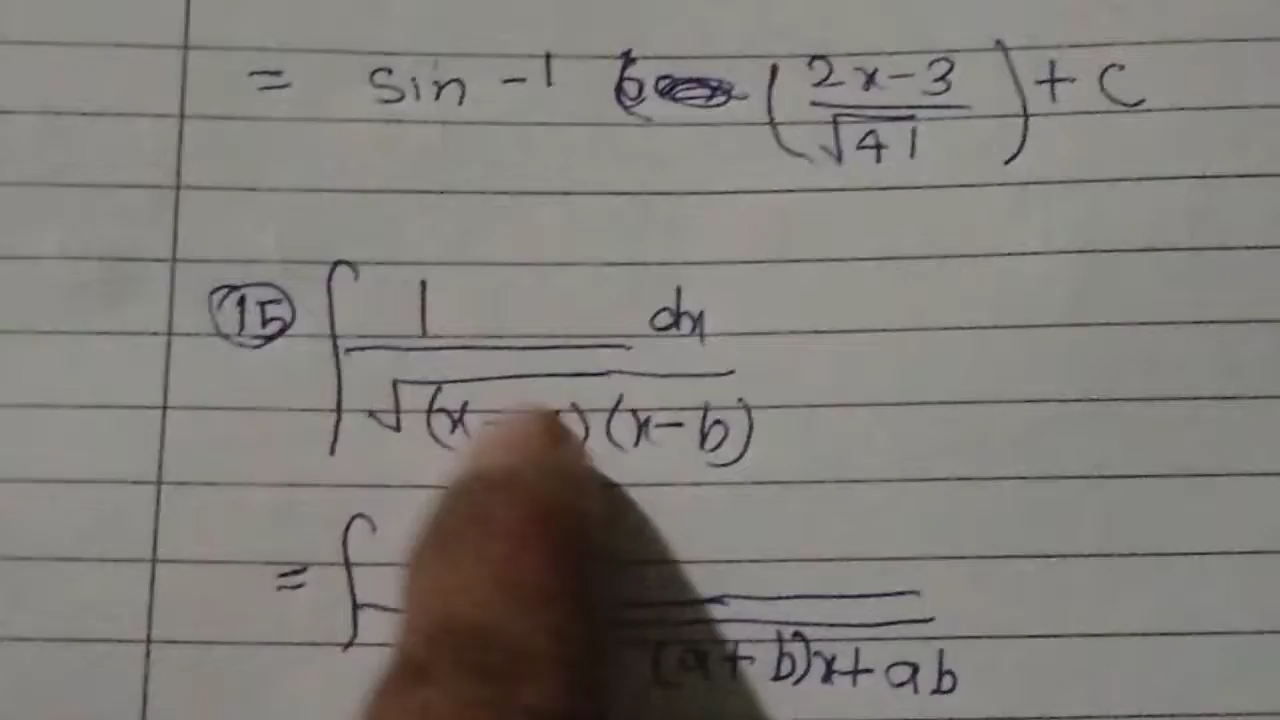 = sin -1 ( (2x-3)/√41 ) + C
15 ∫ 1 dx
√(x- ) (x-b)
= ∫
(a+b)x+ab